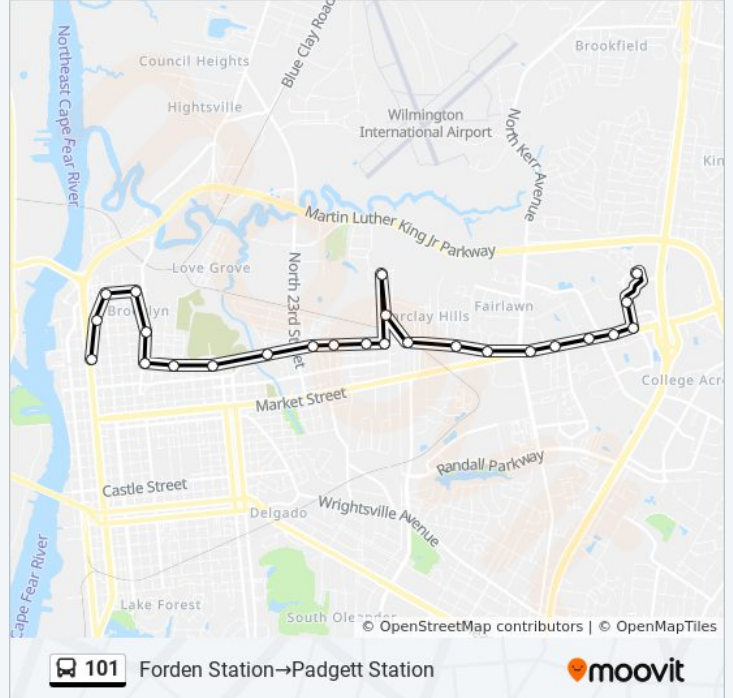 Council Heights
Brookfield
Blue Clay Road
Hightsville
Northeast Cape Fear River
Wilmington
International Airport
North Kerr Avenue
Kin
Martin Luther King Jr Parkway
Love Grove
North 23rd Street
Brooklyn
Barclay Hills
Fairlawn
College Acre
Market Street
Randall Parkway
Castle Street
Wrightsville Avenue
Delgado
Cape Fear River
Lake Forest
South Oleander
© OpenStreetMap contributors | © OpenMapTiles
101 Forden Station→Padgett Station
moovit